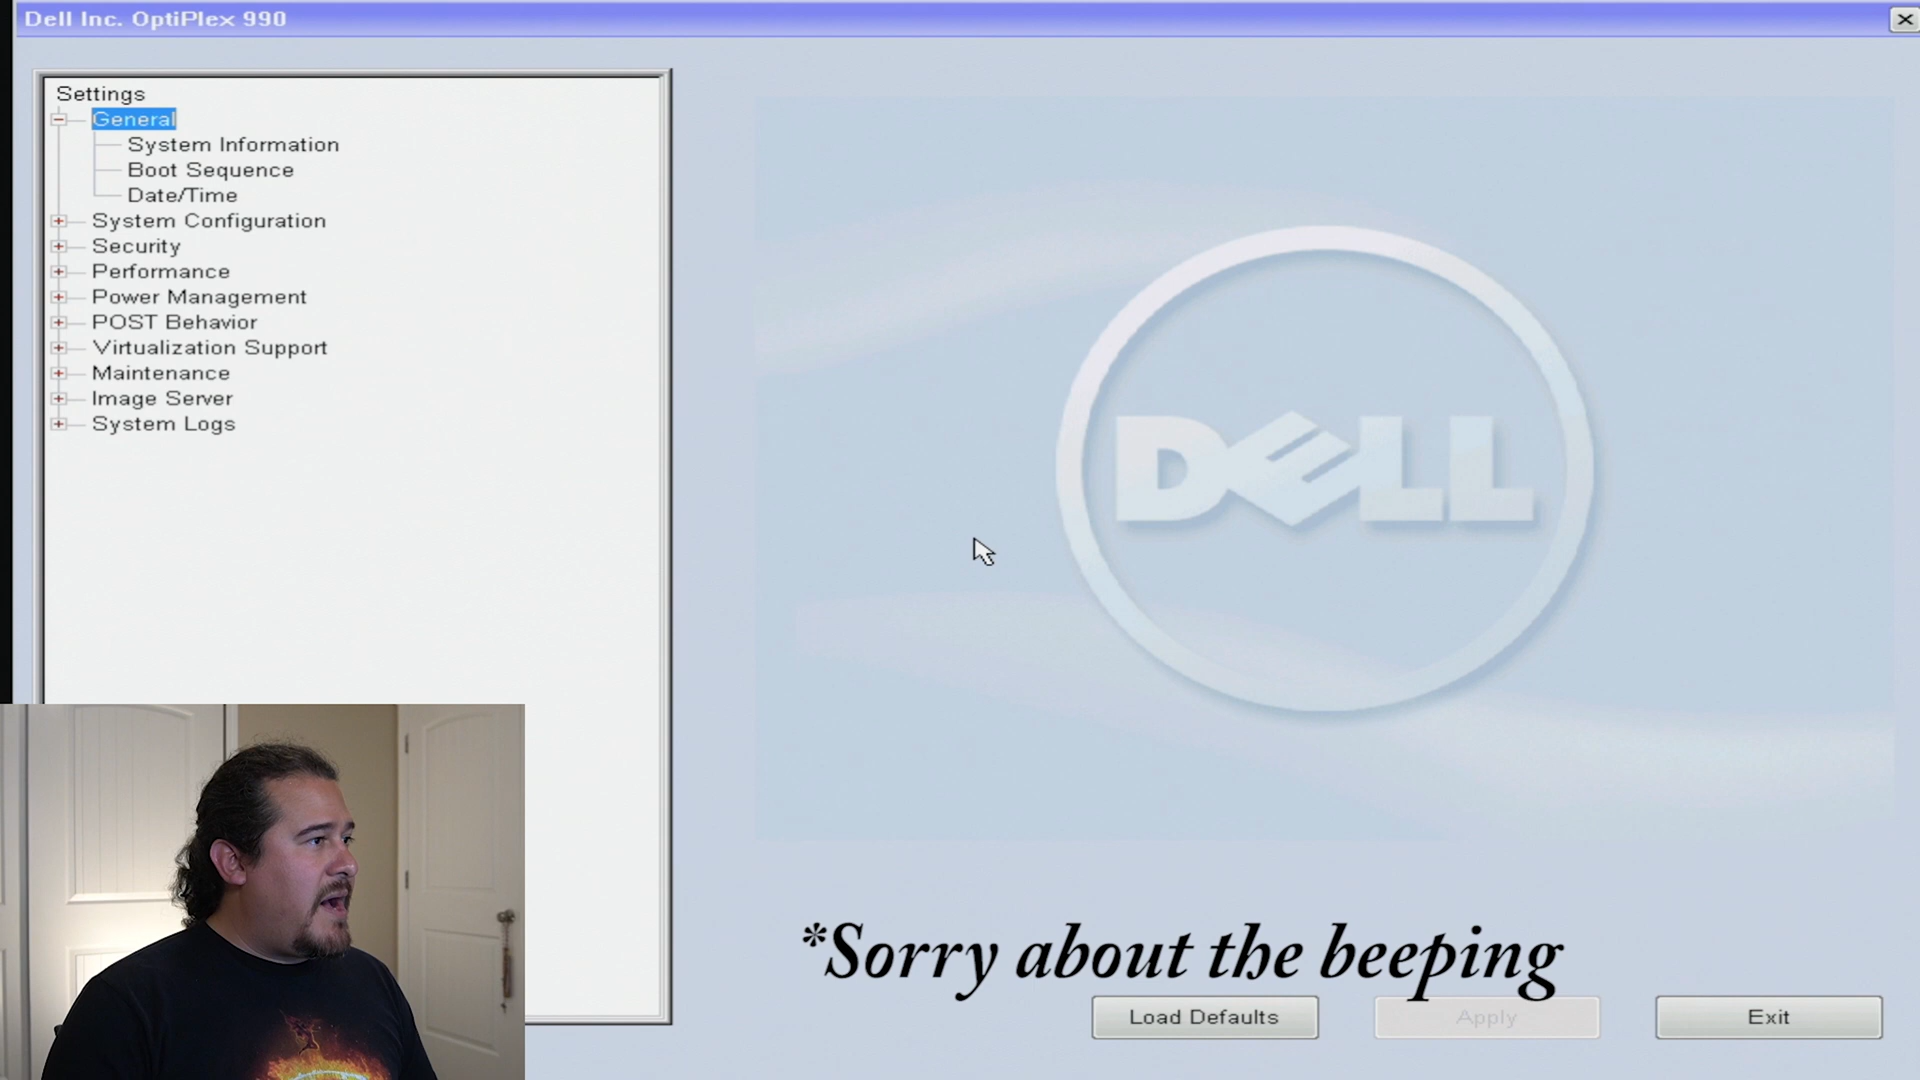 Dell Inc. OptiPlex 990
Settings
General
System Information
Boot Sequence
Date/Time
System Configuration
Security
Performance
Power Management
POST Behavior
Virtualization Support
Maintenance
Image Server
System Logs
DELL
*Sorry about the beeping
Load Defaults
Apply
Exit